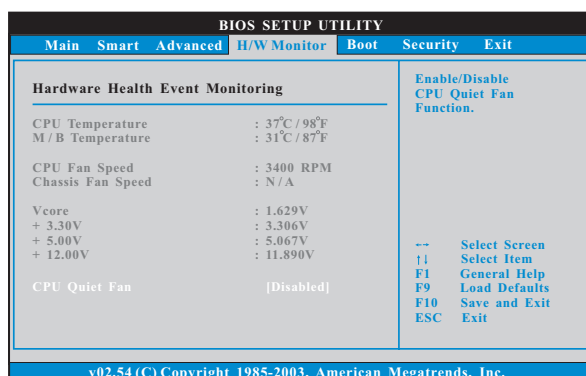 BIOS SETUP UTILITY
Main Smart Advanced H/W Monitor Boot Security Exit
Hardware Health Event Monitoring
CPU Temperature : 37°C / 98°F
M / B Temperature : 31°C / 87°F
CPU Fan Speed : 3400 RPM
Chassis Fan Speed : N / A
Vcore : 1.629V
+ 3.30V : 3.306V
+ 5.00V : 5.067V
+ 12.00V : 11.890V
CPU Quiet Fan [Disabled]
Enable/Disable
CPU Quiet Fan
Function.
←→ Select Screen
↑↓ Select Item
F1 General Help
F9 Load Defaults
F10 Save and Exit
ESC Exit
v02.54 (C) Copyright 1985-2003, American Megatrends, Inc.